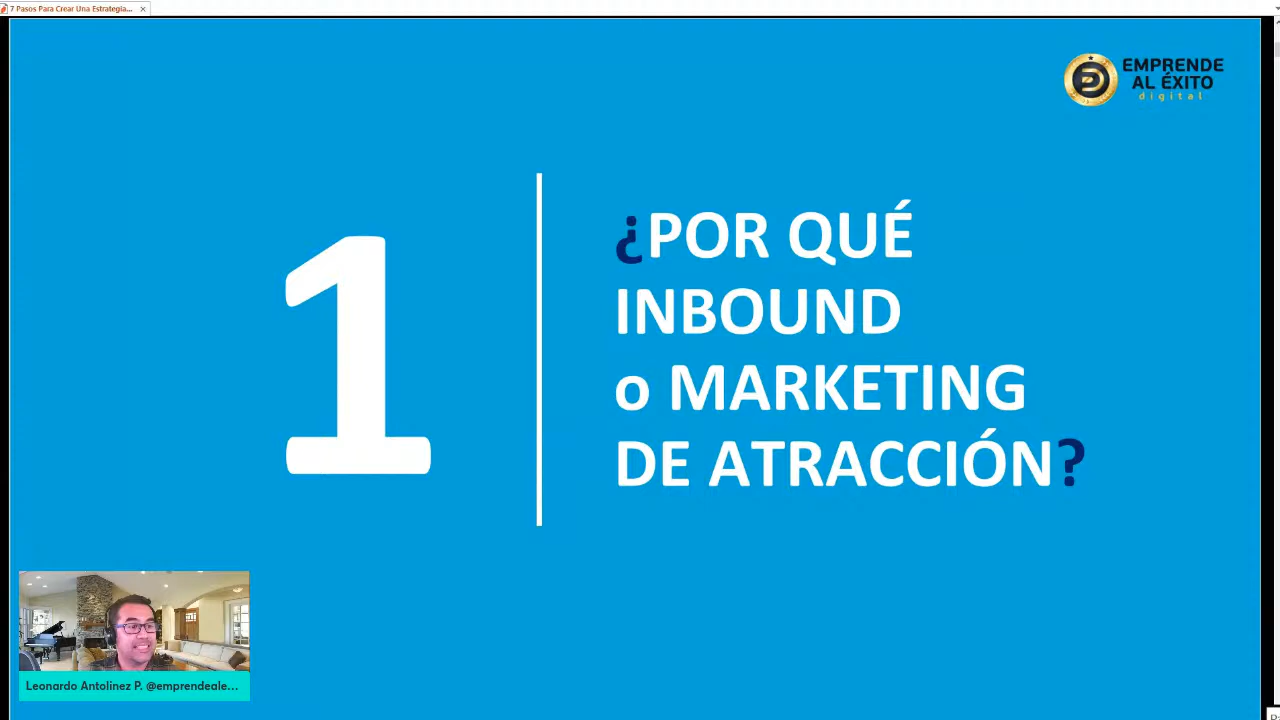 7 Pasos Para Crear Una Estrategia...
EMPRENDE
AL ÉXITO
digital
1
¿POR QUÉ
INBOUND
o MARKETING
DE ATRACCIÓN?
Leonardo Antolinez P. @emprendeale...